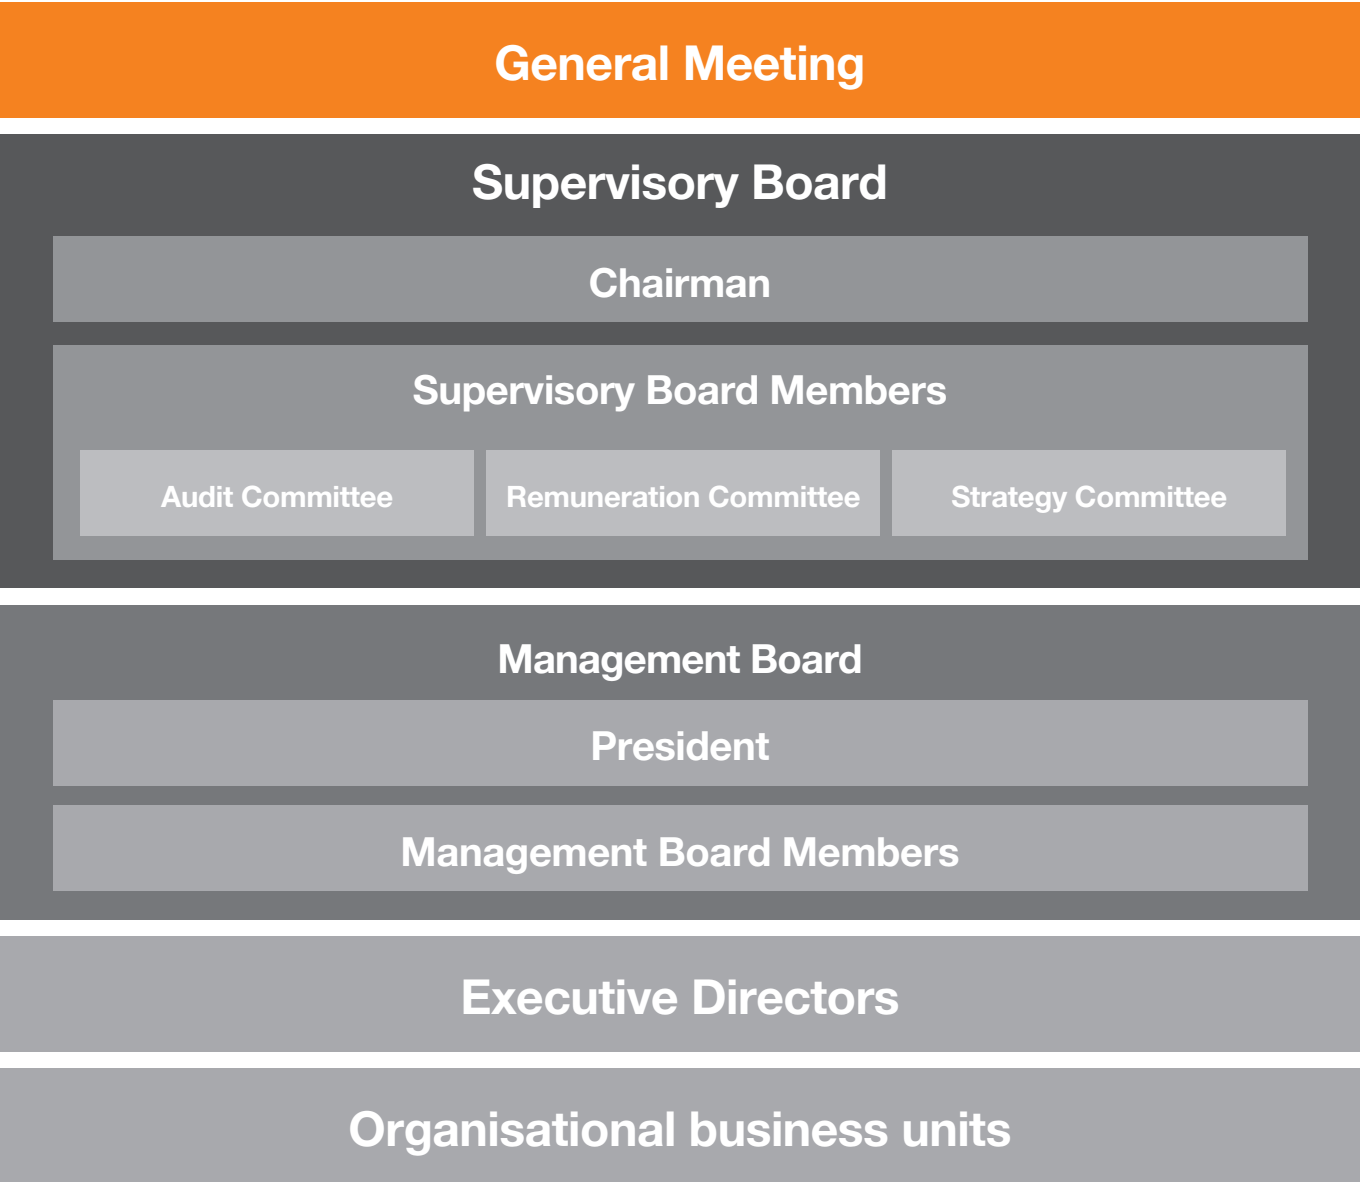 General Meeting
Supervisory Board
Chairman
Supervisory Board Members
Audit Committee
Remuneration Committee
Strategy Committee
Management Board
President
Management Board Members
Executive Directors
Organisational business units